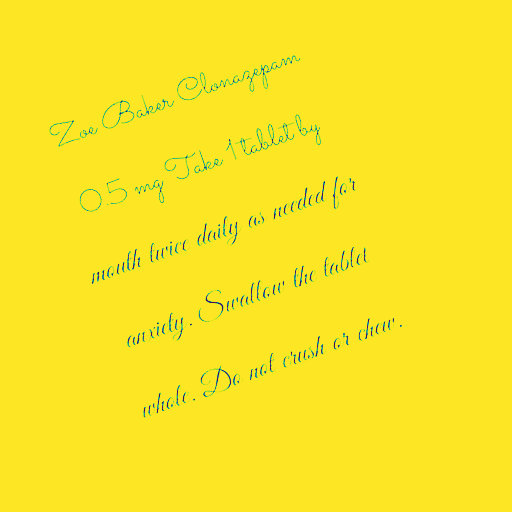 Zoe Baker Clonazepam
0.5 mg Take 1 tablet by
mouth twice daily as needed for
anxiety. Swallow the tablet
whole. Do not crush or chew.